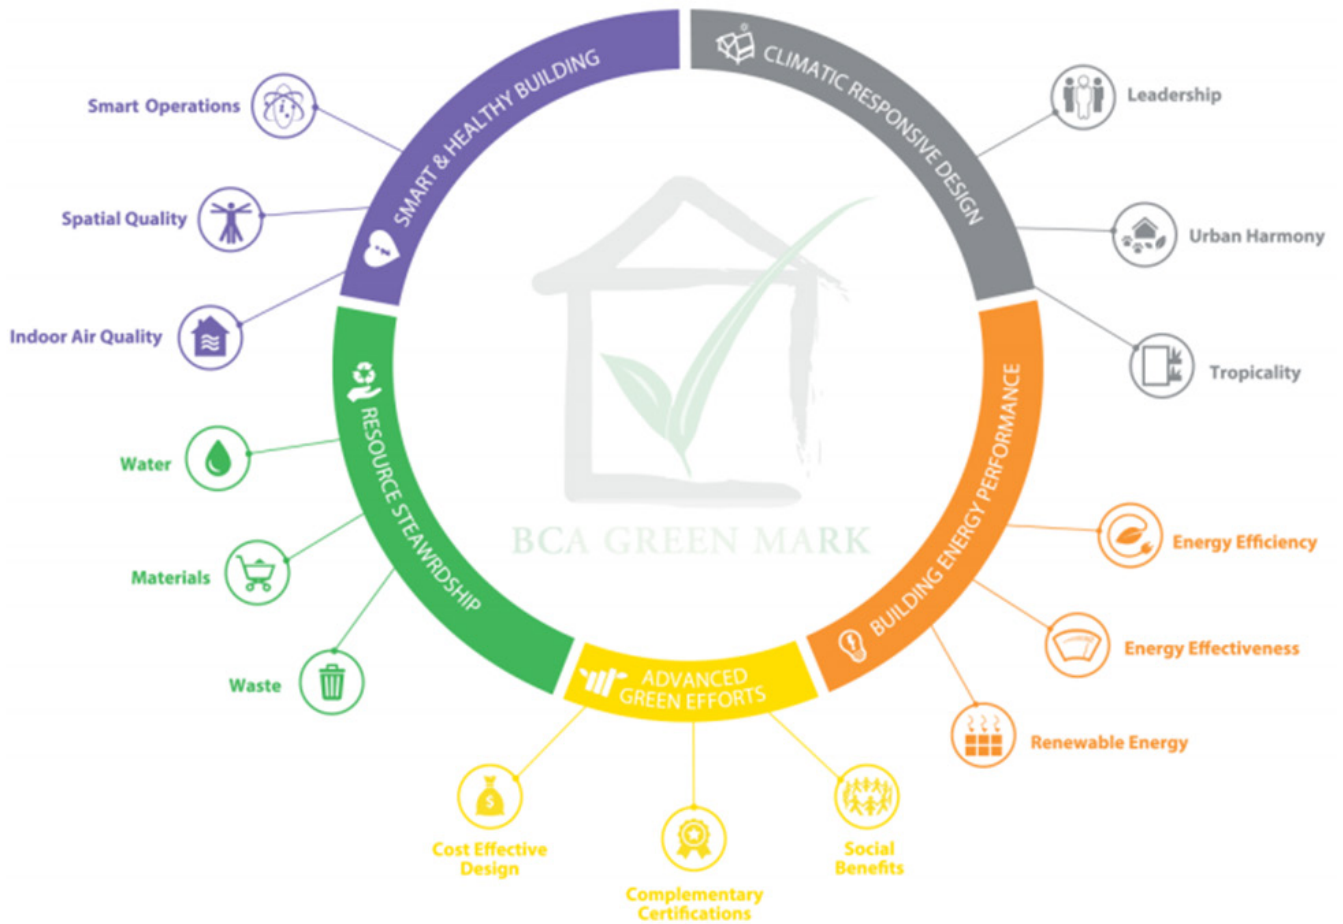 SMART & HEALTHY BUILDING
Smart Operations
Spatial Quality
Indoor Air Quality
CLIMATIC RESPONSIVE DESIGN
Leadership
Urban Harmony
Tropicality
RESOURCE STEAWRDSHIP
Water
Materials
Waste
BCA GREEN MARK
BUILDING ENERGY PERFORMANCE
Energy Efficiency
Energy Effectiveness
Renewable Energy
ADVANCED
GREEN EFFORTS
Cost Effective
Design
$
Complementary
Certifications
Social
Benefits